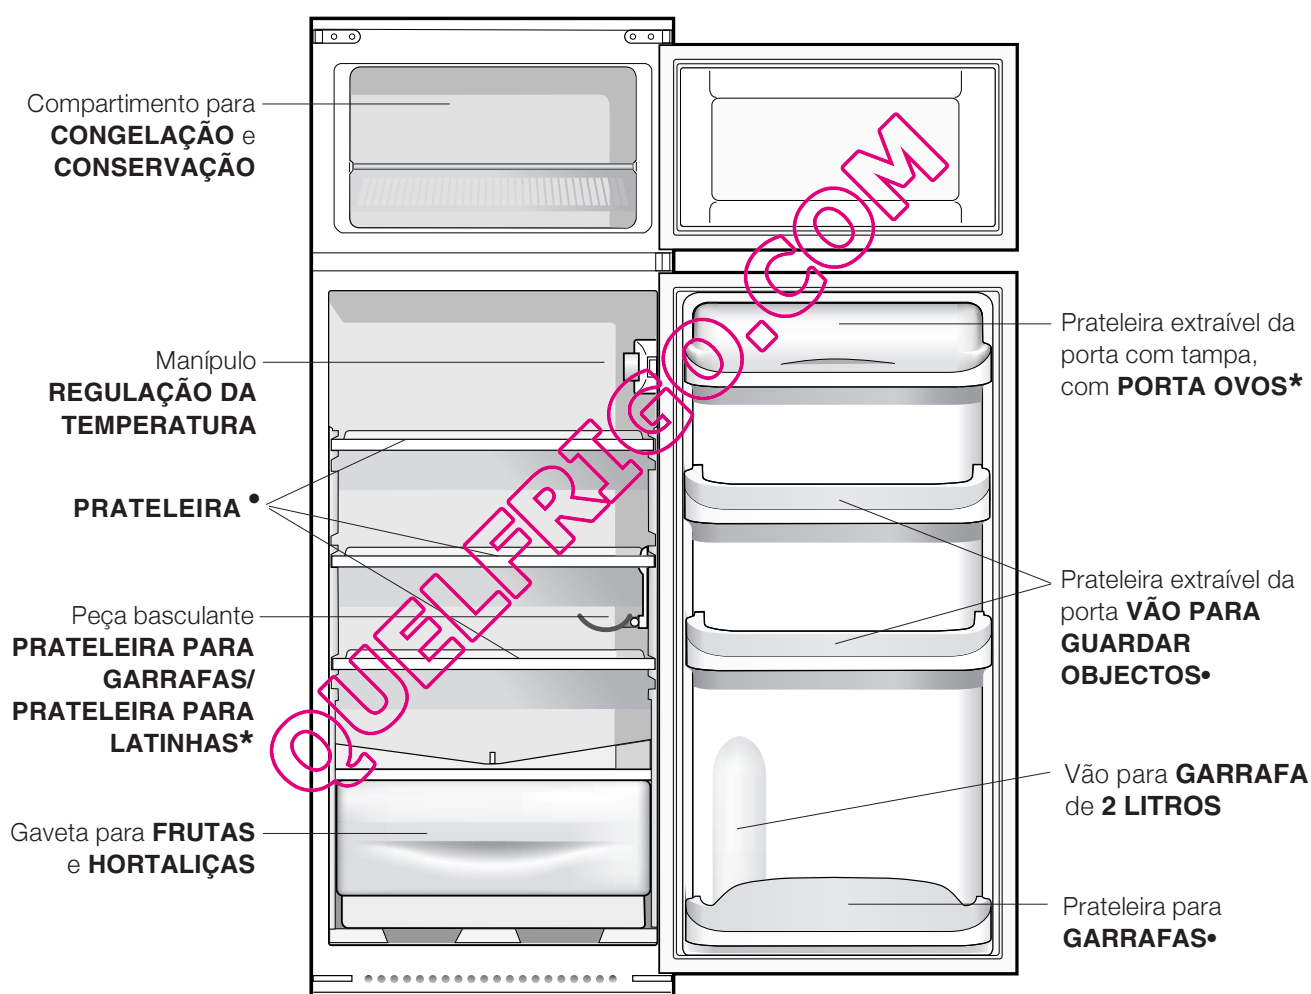 Compartimento para
CONGELAÇÃO e
CONSERVAÇÃO
Manípulo
REGULAÇÃO DA
TEMPERATURA
PRATELEIRA •
Peça basculante
PRATELEIRA PARA
GARRAFAS/
PRATELEIRA PARA
LATINHAS*
Gaveta para FRUTAS
e HORTALIÇAS
Prateleira extraível da
porta com tampa,
com PORTA OVOS*
Prateleira extraível da
porta VÃO PARA
GUARDAR
OBJECTOS•
Vão para GARRAFA
de 2 LITROS
Prateleira para
GARRAFAS•
QUELFRIGO.COM